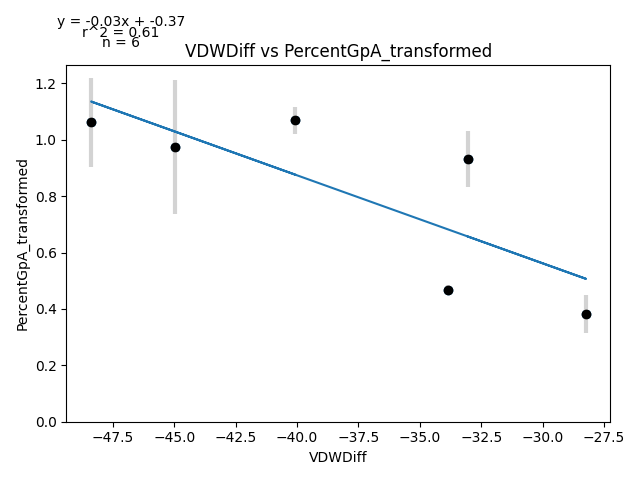 y = -0.03x + -0.37
r^2 = 0.61
n = 6
VDWDiff vs PercentGpA_transformed
1.2
1.0
0.8
0.6
0.4
0.2
0.0
PercentGpA_transformed
−47.5 −45.0 −42.5 −40.0 −37.5 −35.0 −32.5 −30.0 −27.5
VDWDiff